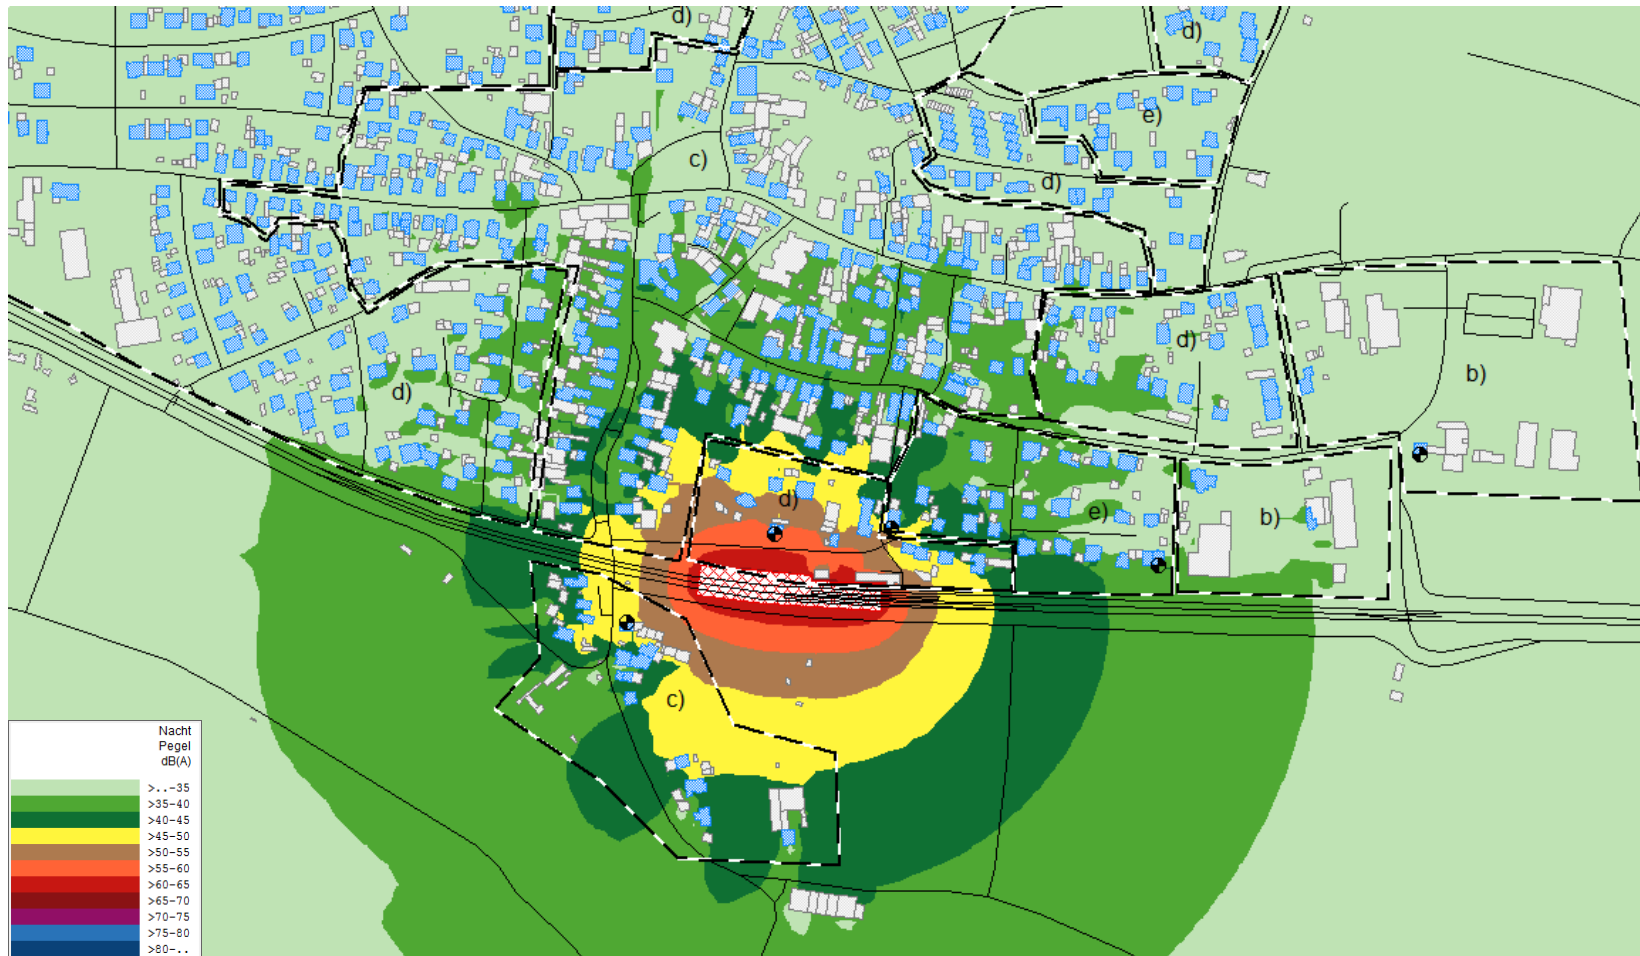 d)
d)
e)
c)
d)
d)
b)
d)
d)
e)
b)
c)
Nacht
Pegel
dB(A)
>..-35
>35-40
>40-45
>45-50
>50-55
>55-60
>60-65
>65-70
>70-75
>75-80
>80-..